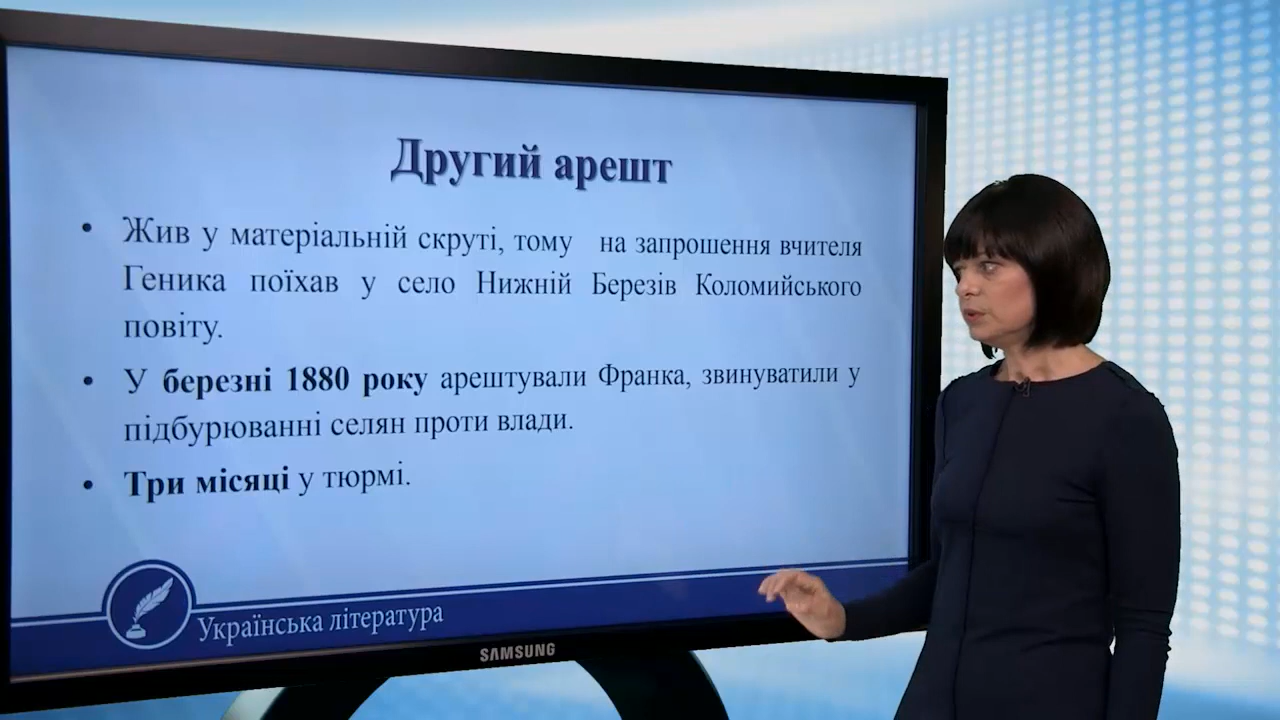 Другий арешт
• Жив у матеріальній скруті, тому на запрошення вчителя
Геника поїхав у село Нижній Березів Коломийського
повіту.
• У березні 1880 року арештували Франка, звинуватили у
підбурюванні селян проти влади.
• Три місяці у тюрмі.
Українська література
SAMSUNG